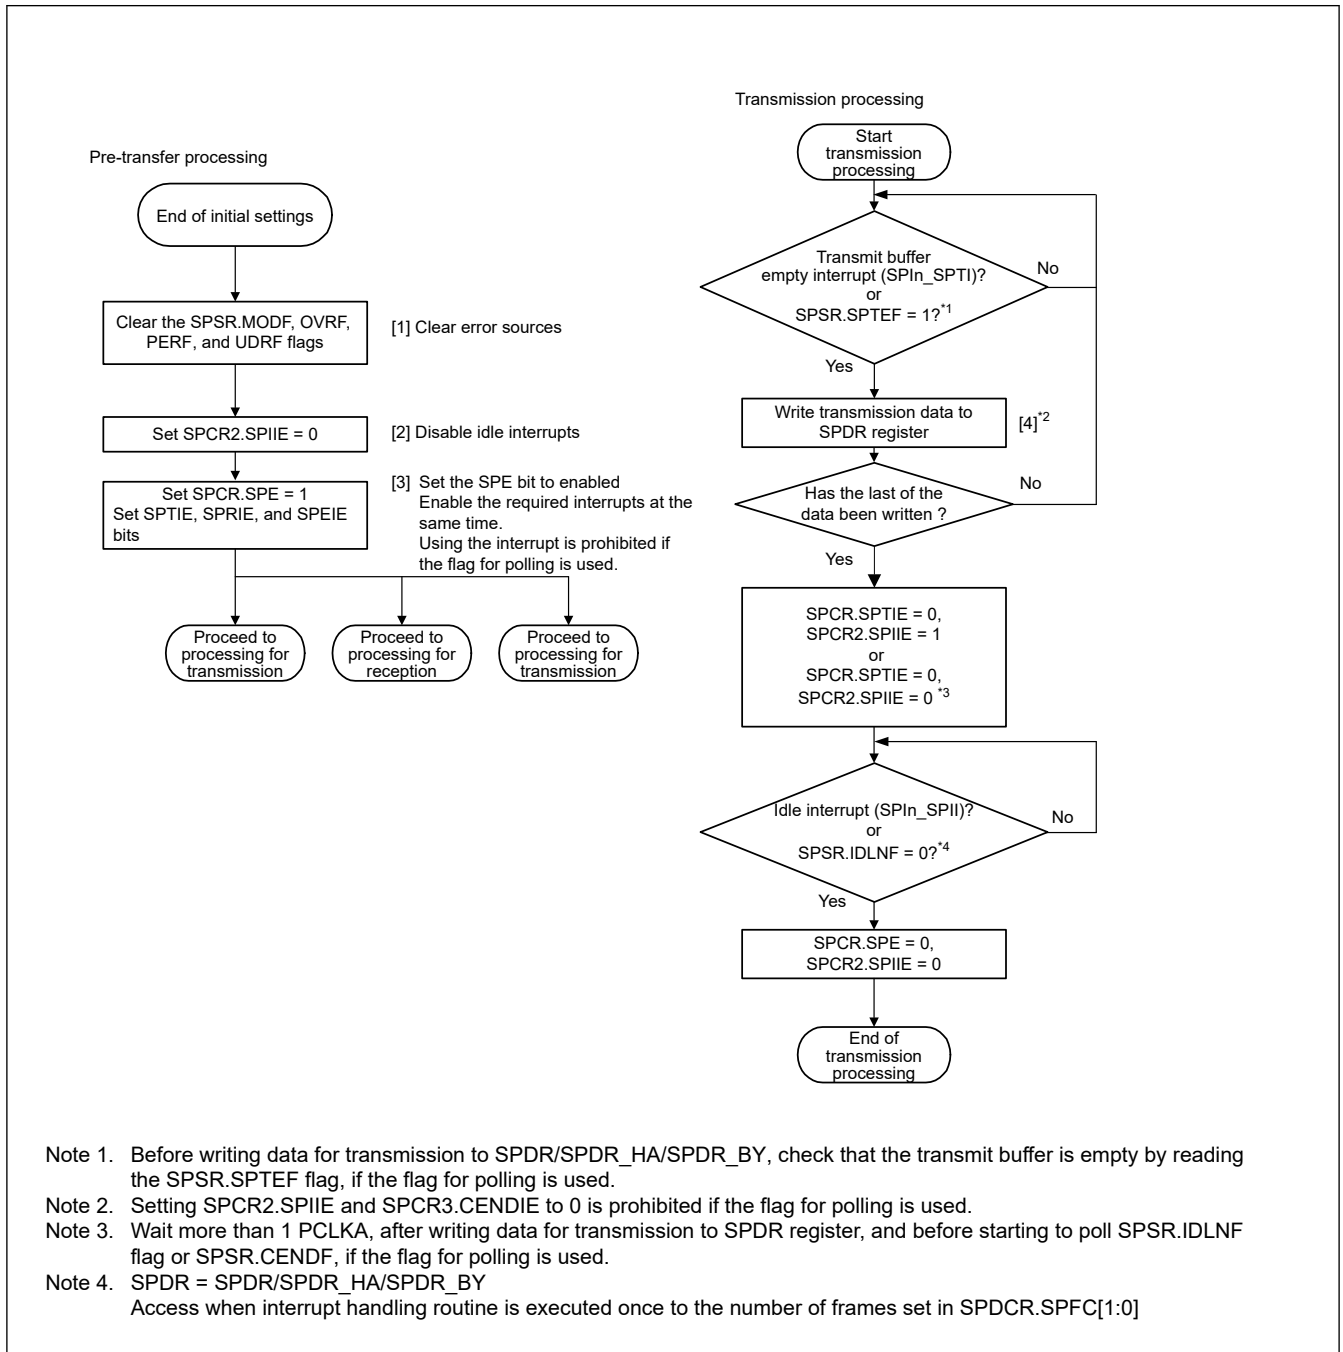 Pre-transfer processing
End of initial settings
Clear the SPSR.MODF, OVRF,
PERF, and UDRF flags
[1] Clear error sources
Set SPCR2.SPIIE = 0
[2] Disable idle interrupts
Set SPCR.SPE = 1
Set SPTIE, SPRIE, and SPEIE
bits
[3] Set the SPE bit to enabled
Enable the required interrupts at the
same time.
Using the interrupt is prohibited if
the flag for polling is used.
Proceed to
processing for
transmission
Proceed to
processing for
reception
Proceed to
processing for
transmission
Transmission processing
Start
transmission
processing
Transmit buffer
empty interrupt (SPIn_SPTI)?
or
SPSR.SPTEF = 1?*1
No
Yes
Write transmission data to
SPDR register
[4]*2
Has the last of the
data been written ?
No
Yes
SPCR.SPTIE = 0,
SPCR2.SPIIE = 1
or
SPCR.SPTIE = 0,
SPCR2.SPIIE = 0 *3
Idle interrupt (SPIn_SPII)?
or
SPSR.IDLNF = 0?*4
No
Yes
SPCR.SPE = 0,
SPCR2.SPIIE = 0
End of
transmission
processing
Note 1. Before writing data for transmission to SPDR/SPDR_HA/SPDR_BY, check that the transmit buffer is empty by reading
the SPSR.SPTEF flag, if the flag for polling is used.
Note 2. Setting SPCR2.SPIIE and SPCR3.CENDIE to 0 is prohibited if the flag for polling is used.
Note 3. Wait more than 1 PCLKA, after writing data for transmission to SPDR register, and before starting to poll SPSR.IDLNF
flag or SPSR.CENDF, if the flag for polling is used.
Note 4. SPDR = SPDR/SPDR_HA/SPDR_BY
Access when interrupt handling routine is executed once to the number of frames set in SPDCR.SPFC[1:0]